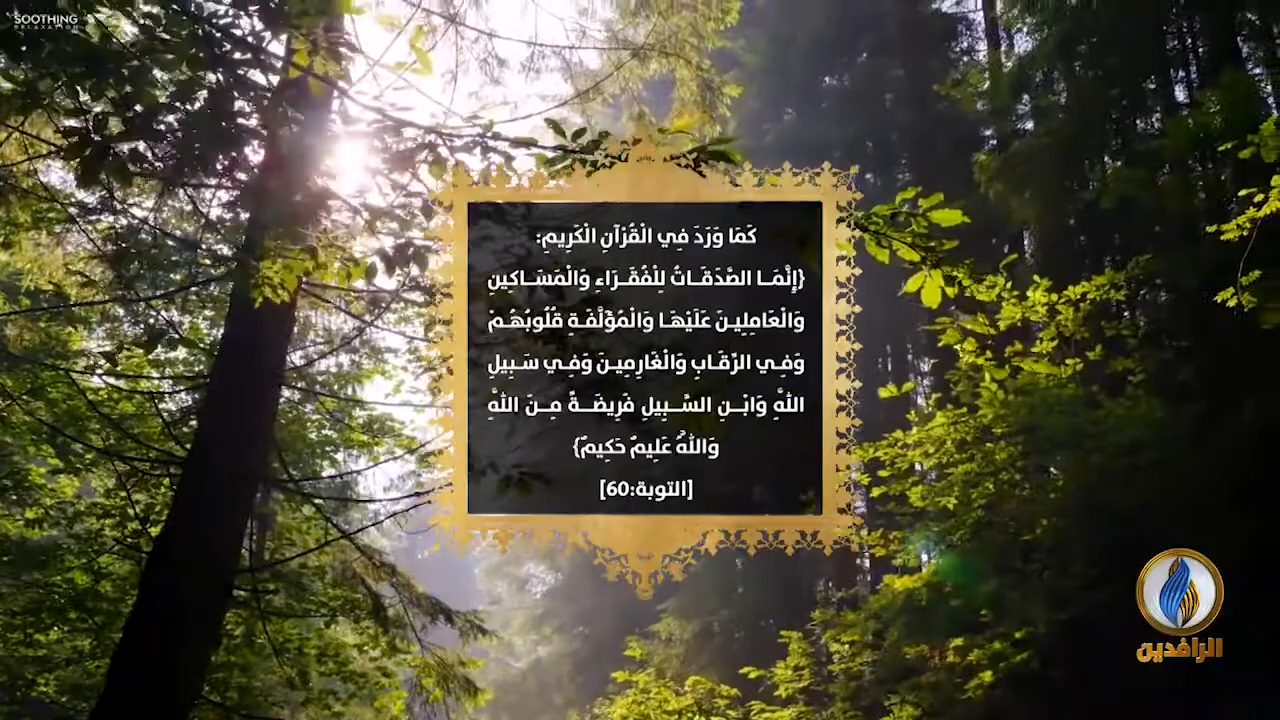 SOOTHING
RELAXATION
كَمَا وَرَدَ فِي الْقُرْآنِ الْكَرِيمِ:
{إِنَّمَا الصَّدَقَاتُ لِلْفُقَرَاءِ وَالْمَسَاكِينِ
وَالْعَامِلِينَ عَلَيْهَا وَالْمُؤَلَّفَةِ قُلُوبُهُمْ
وَفِي الرِّقَابِ وَالْغَارِمِينَ وَفِي سَبِيلِ
اللَّهِ وَابْنِ السَّبِيلِ فَرِيضَةً مِنَ اللَّهِ
وَاللَّهُ عَلِيمٌ حَكِيمٌ}
[التوبة:60]
الرافدين